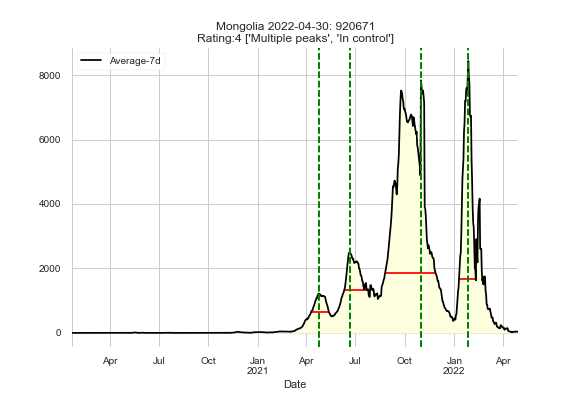 Mongolia 2022-04-30: 920671
Rating:4 ['Multiple peaks', 'In control']
Average-7d
8000
6000
4000
2000
0
Apr Jul Oct Jan Apr Jul Oct Jan Apr
2021 2022
Date